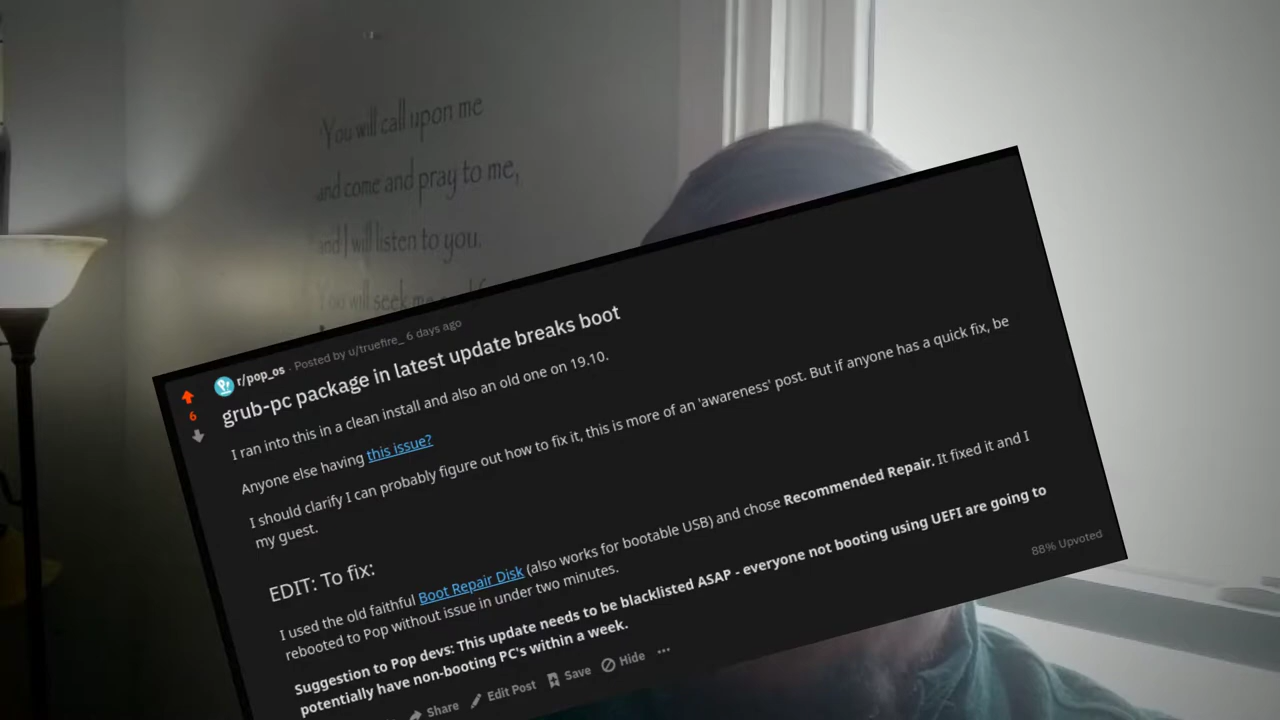 You will call upon me
and come and pray to me,
and I will listen to you.
You will seek me
r/pop_os · Posted by u/truefire_ 6 days ago
6
grub-pc package in latest update breaks boot
I ran into this in a clean install and also an old one on 19.10.
Anyone else having this issue?
I should clarify I can probably figure out how to fix it, this is more of an 'awareness' post. But if anyone has a quick fix, be
my guest.
EDIT: To fix:
I used the old faithful Boot Repair Disk (also works for bootable USB) and chose Recommended Repair. It fixed it and I
rebooted to Pop without issue in under two minutes.
Suggestion to Pop devs: This update needs to be blacklisted ASAP - everyone not booting using UEFI are going to
potentially have non-booting PC's within a week.
Share Edit Post Save Hide ···
88% Upvoted